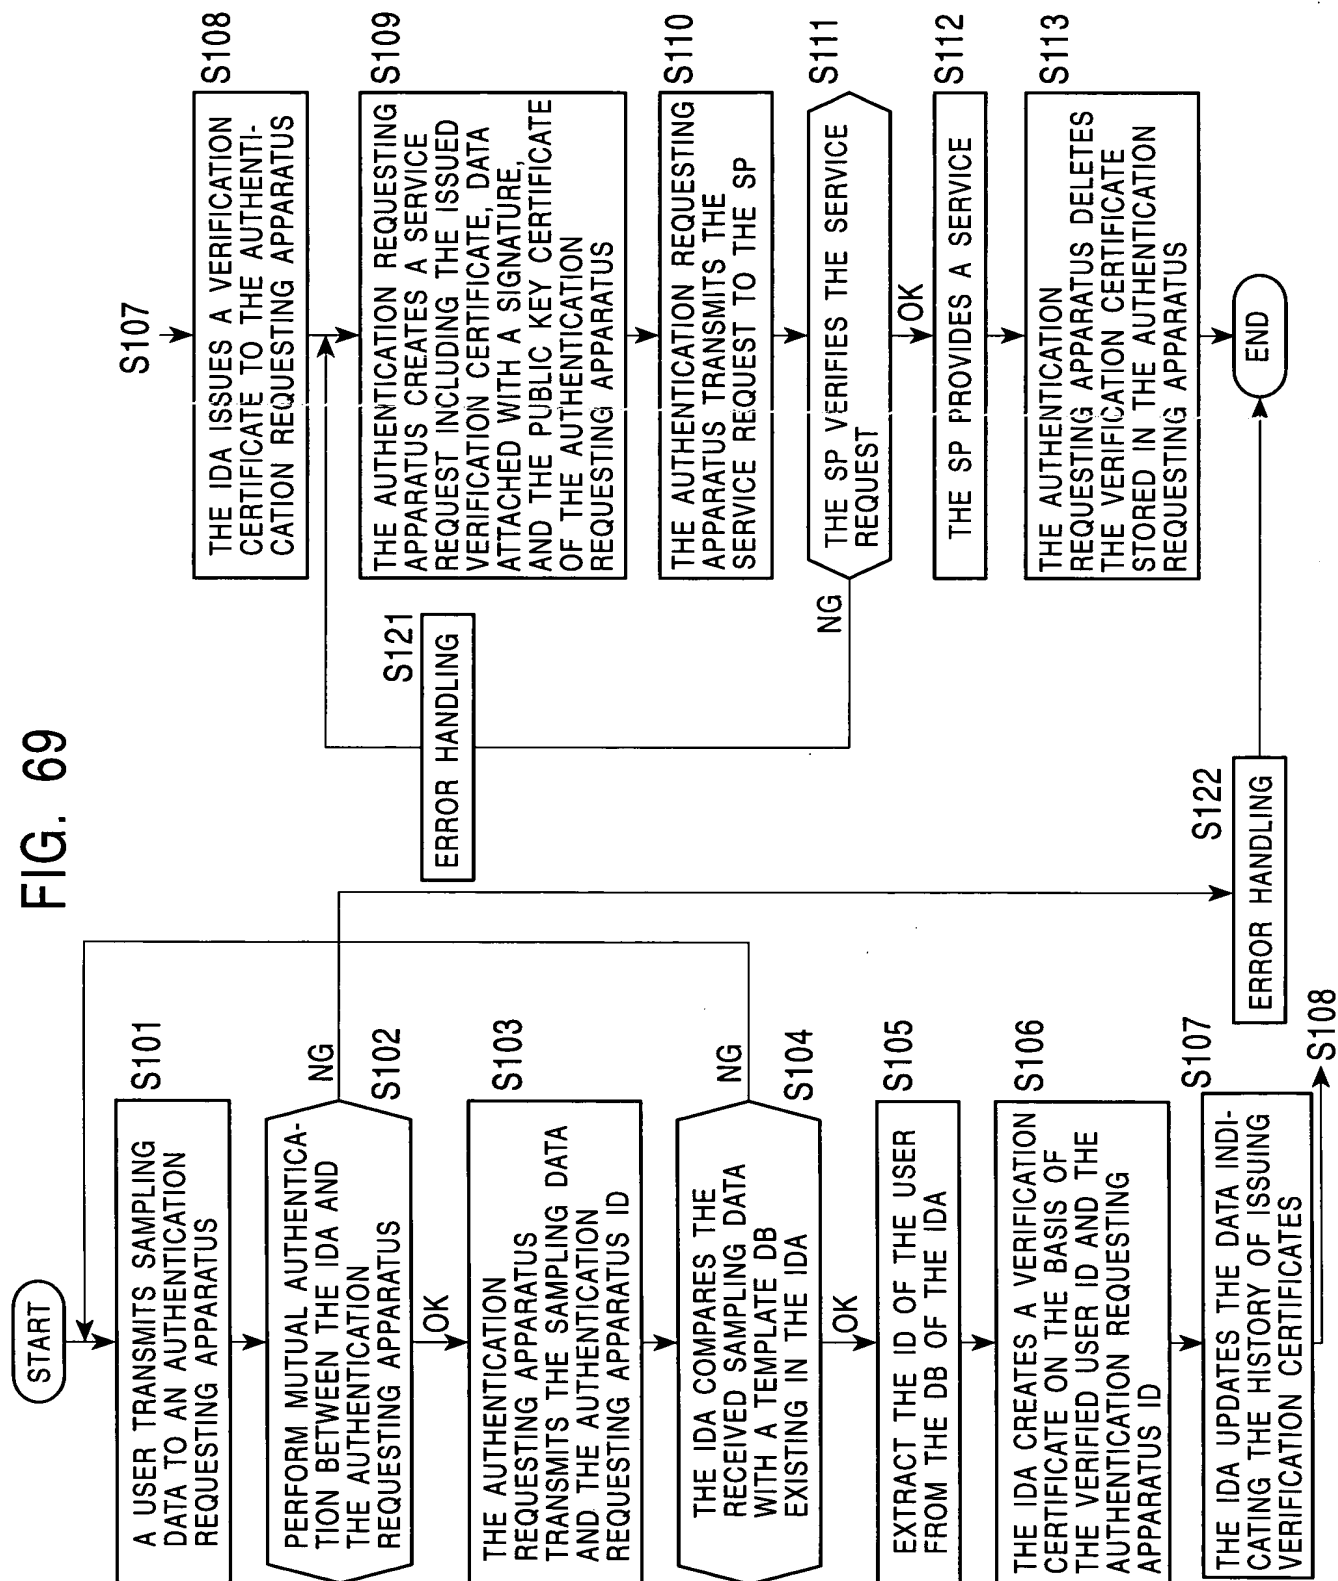 FIG. 69
START
A USER TRANSMITS SAMPLING
DATA TO AN AUTHENTICATION
REQUESTING APPARATUS
S101
PERFORM MUTUAL AUTHENTICA-
TION BETWEEN THE IDA AND
THE AUTHENTICATION
REQUESTING APPARATUS
S102
NG
OK
THE AUTHENTICATION
REQUESTING APPARATUS
TRANSMITS THE SAMPLING DATA
AND THE AUTHENTICATION
REQUESTING APPARATUS ID
S103
THE IDA COMPARES THE
RECEIVED SAMPLING DATA
WITH A TEMPLATE DB
EXISTING IN THE IDA
S104
NG
OK
EXTRACT THE ID OF THE USER
FROM THE DB OF THE IDA
S105
THE IDA CREATES A VERIFICATION
CERTIFICATE ON THE BASIS OF
THE VERIFIED USER ID AND THE
AUTHENTICATION REQUESTING
APPARATUS ID
S106
THE IDA UPDATES THE DATA INDI-
CATING THE HISTORY OF ISSUING
VERIFICATION CERTIFICATES
S107
S108
S107
THE IDA ISSUES A VERIFICATION
CERTIFICATE TO THE AUTHENTI-
CATION REQUESTING APPARATUS
S108
THE AUTHENTICATION REQUESTING
APPARATUS CREATES A SERVICE
REQUEST INCLUDING THE ISSUED
VERIFICATION CERTIFICATE, DATA
ATTACHED WITH A SIGNATURE,
AND THE PUBLIC KEY CERTIFICATE
OF THE AUTHENTICATION
REQUESTING APPARATUS
S109
THE AUTHENTICATION REQUESTING
APPARATUS TRANSMITS THE
SERVICE REQUEST TO THE SP
S110
THE SP VERIFIES THE SERVICE
REQUEST
S111
NG
OK
S121
ERROR HANDLING
THE SP PROVIDES A SERVICE
S112
THE AUTHENTICATION
REQUESTING APPARATUS DELETES
THE VERIFICATION CERTIFICATE
STORED IN THE AUTHENTICATION
REQUESTING APPARATUS
S113
S122
ERROR HANDLING
END